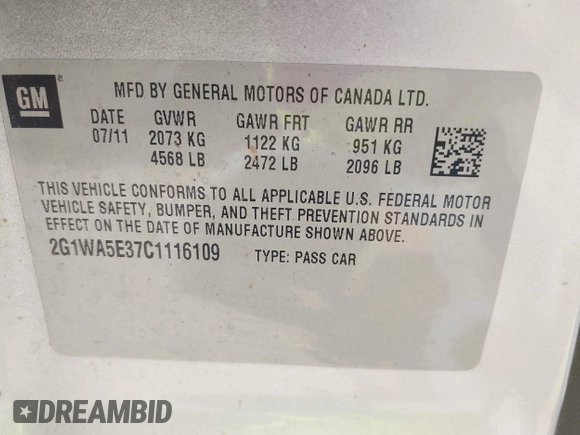 GM
MFD BY GENERAL MOTORS OF CANADA LTD.
DATE GVWR GAWR FRT GAWR RR
07/11 2073 KG 1122 KG 951 KG
4568 LB 2472 LB 2096 LB
THIS VEHICLE CONFORMS TO ALL APPLICABLE U.S. FEDERAL MOTOR
VEHICLE SAFETY, BUMPER, AND THEFT PREVENTION STANDARDS IN
EFFECT ON THE DATE OF MANUFACTURE SHOWN ABOVE.
2G1WA5E37C1116109 TYPE: PASS CAR
DREAMBID